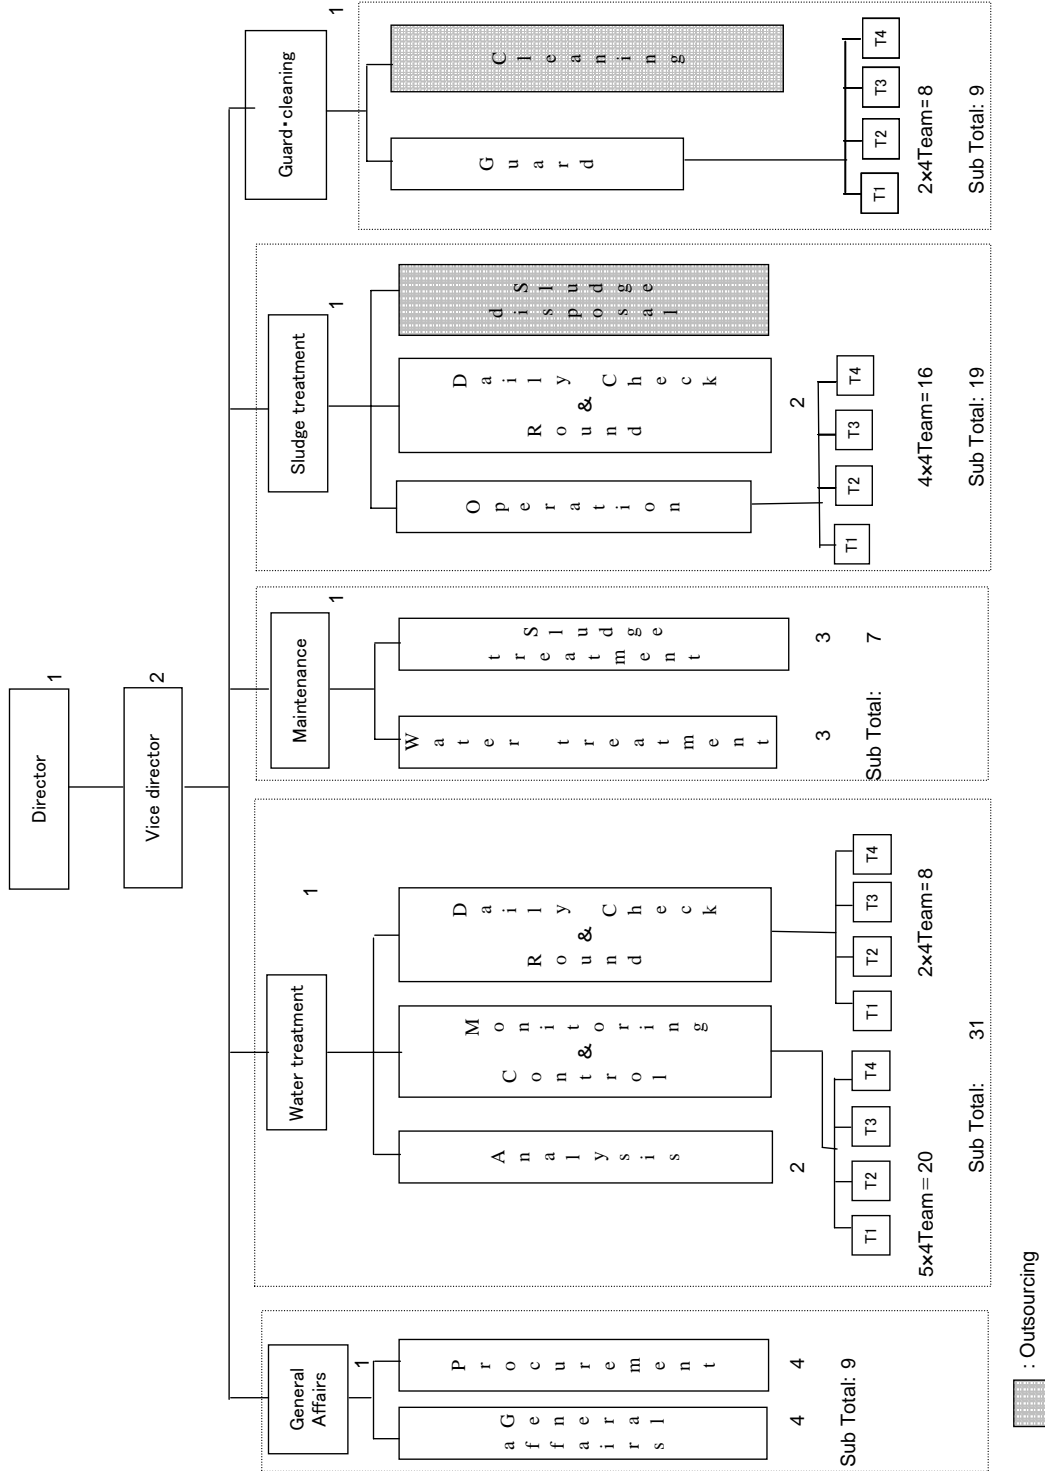 Director
1
Vice director
2
General
Affairs
1
General
affairs
4
Procurement
4
Sub Total: 9
Water treatment
1
Analysis
2
Monitoring
&
Control
T1
T2
T3
T4
5×4Team=20
Daily Check
&
Round
T1
T2
T3
T4
2×4Team=8
Sub Total: 31
Maintenance
1
Water treatment
3
Sludge
treatment
3
Sub Total: 7
Sludge treatment
1
Operation
T1
T2
T3
T4
4×4Team=16
Daily Check
&
Round
2
Sludge
disposal
Sub Total: 19
Guard・cleaning
1
Guard
T1
T2
T3
T4
2×4Team=8
Cleaning
Sub Total: 9
: Outsourcing